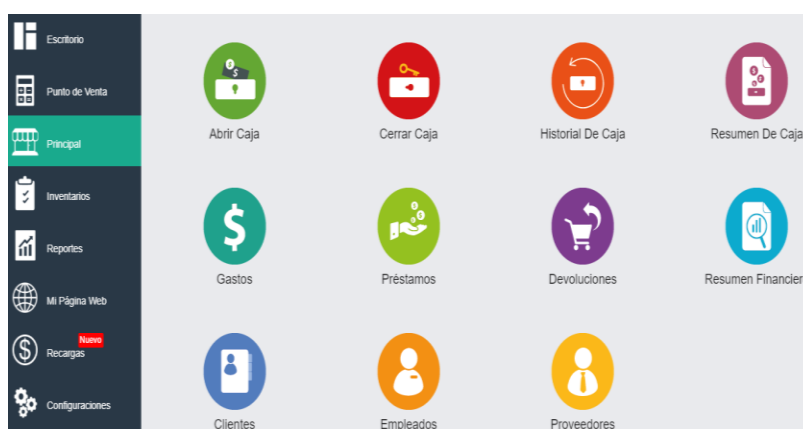 Escritorio
Punto de Venta
Principal
Inventarios
Reportes
Mi Página Web
Nuevo
Recargas
Configuraciones
Abrir Caja
Cerrar Caja
Historial De Caja
Resumen De Caja
Gastos
Préstamos
Devoluciones
Resumen Financier
Clientes
Empleados
Proveedores